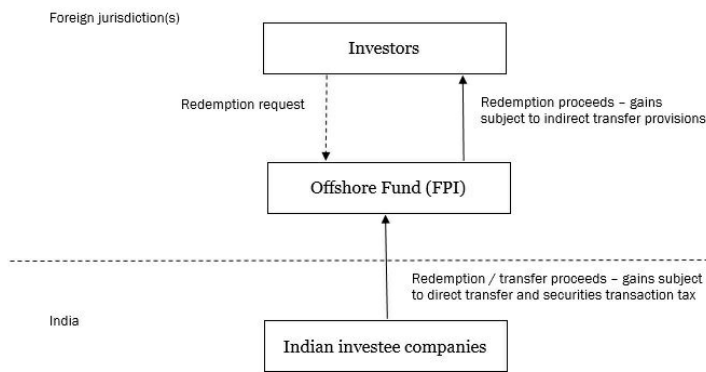 Foreign jurisdiction(s)
Investors
Redemption request
Redemption proceeds – gains
subject to indirect transfer provisions
Offshore Fund (FPI)
Redemption / transfer proceeds – gains subject
to direct transfer and securities transaction tax
India
Indian investee companies